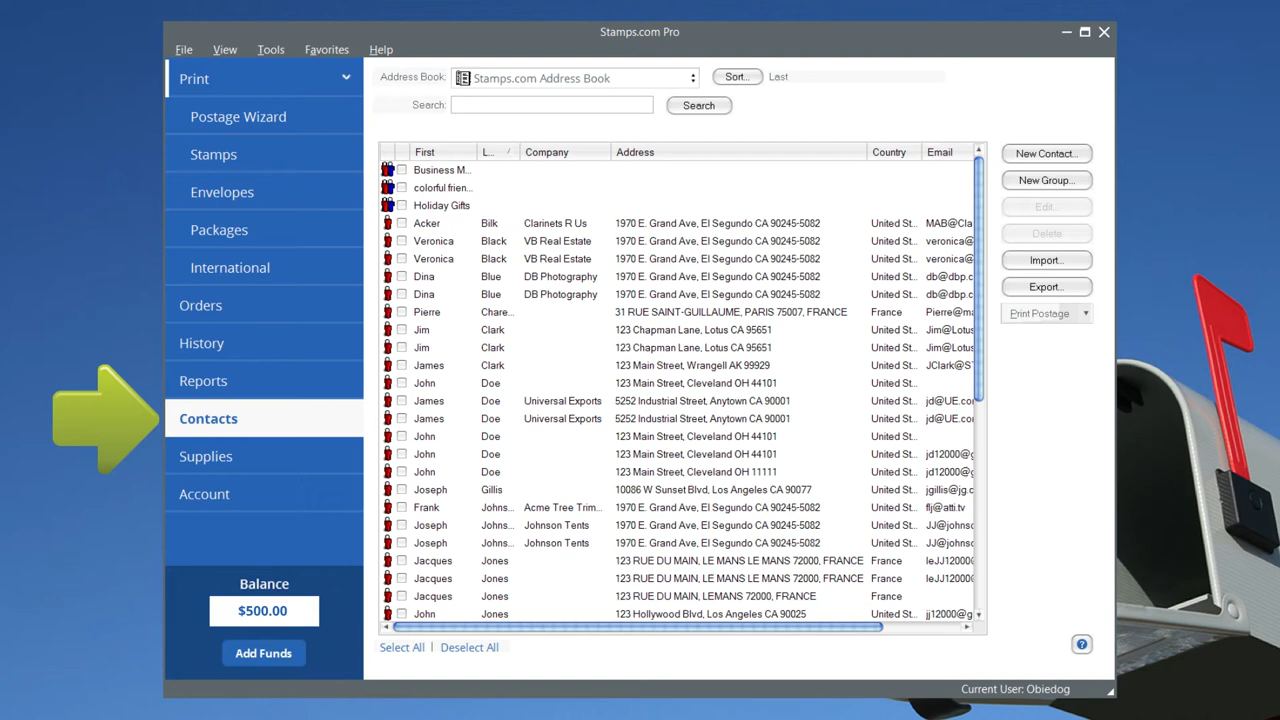 Stamps.com Pro
File View Tools Favorites Help
Print
Postage Wizard
Stamps
Envelopes
Packages
International
Orders
History
Reports
Contacts
Supplies
Account
Balance
$500.00
Add Funds
Address Book: Stamps.com Address Book Sort... Last
Search: Search
First L... Company Address Country Email
Business M...
colorful frien...
Holiday Gifts
Acker Bilk Clarinets R Us 1970 E. Grand Ave, El Segundo CA 90245-5082 United St... MAB@Cla
Veronica Black VB Real Estate 1970 E. Grand Ave, El Segundo CA 90245-5082 United St... veronica@
Veronica Black VB Real Estate 1970 E. Grand Ave, El Segundo CA 90245-5082 United St... veronica@
Dina Blue DB Photography 1970 E. Grand Ave, El Segundo CA 90245-5082 United St... db@dbp.c
Dina Blue DB Photography 1970 E. Grand Ave, El Segundo CA 90245-5082 United St... db@dbp.c
Pierre Chare... 31 RUE SAINT-GUILLAUME, PARIS 75007, FRANCE France Pierre@ma
Jim Clark 123 Chapman Lane, Lotus CA 95651 United St... Jim@Lotus
Jim Clark 123 Chapman Lane, Lotus CA 95651 United St... Jim@Lotus
James Clark 123 Main Street, Wrangell AK 99929 United St... JClark@S
John Doe 123 Main Street, Cleveland OH 44101 United St...
James Doe Universal Exports 5252 Industrial Street, Anytown CA 90001 United St... jd@UE.com
James Doe Universal Exports 5252 Industrial Street, Anytown CA 90001 United St... jd@UE.com
John Doe 123 Main Street, Cleveland OH 44101 United St...
John Doe 123 Main Street, Cleveland OH 44101 United St... jd12000@g
John Doe 123 Main Street, Cleveland OH 11111 United St... jd12000@g
Joseph Gillis 10086 W Sunset Blvd, Los Angeles CA 90077 United St... jgillis@jg.c
Frank Johns... Acme Tree Trim... 1970 E. Grand Ave, El Segundo CA 90245-5082 United St... flj@atti.tv
Joseph Johns... Johnson Tents 1970 E. Grand Ave, El Segundo CA 90245-5082 United St... JJ@johnso
Joseph Johns... Johnson Tents 1970 E. Grand Ave, El Segundo CA 90245-5082 United St... JJ@johnso
Jacques Jones 123 RUE DU MAIN, LE MANS LE MANS 72000, FRANCE France leJJ12000
Jacques Jones 123 RUE DU MAIN, LE MANS LE MANS 72000, FRANCE France leJJ12000
Jacques Jones 123 RUE DU MAIN, LEMANS 72000, FRANCE France
John Jones 123 Hollywood Blvd, Los Angeles CA 90025 United St... jj12000@g
New Contact...
New Group...
Edit...
Delete
Import...
Export...
Print Postage
Select All | Deselect All
?
Current User: Obiedog